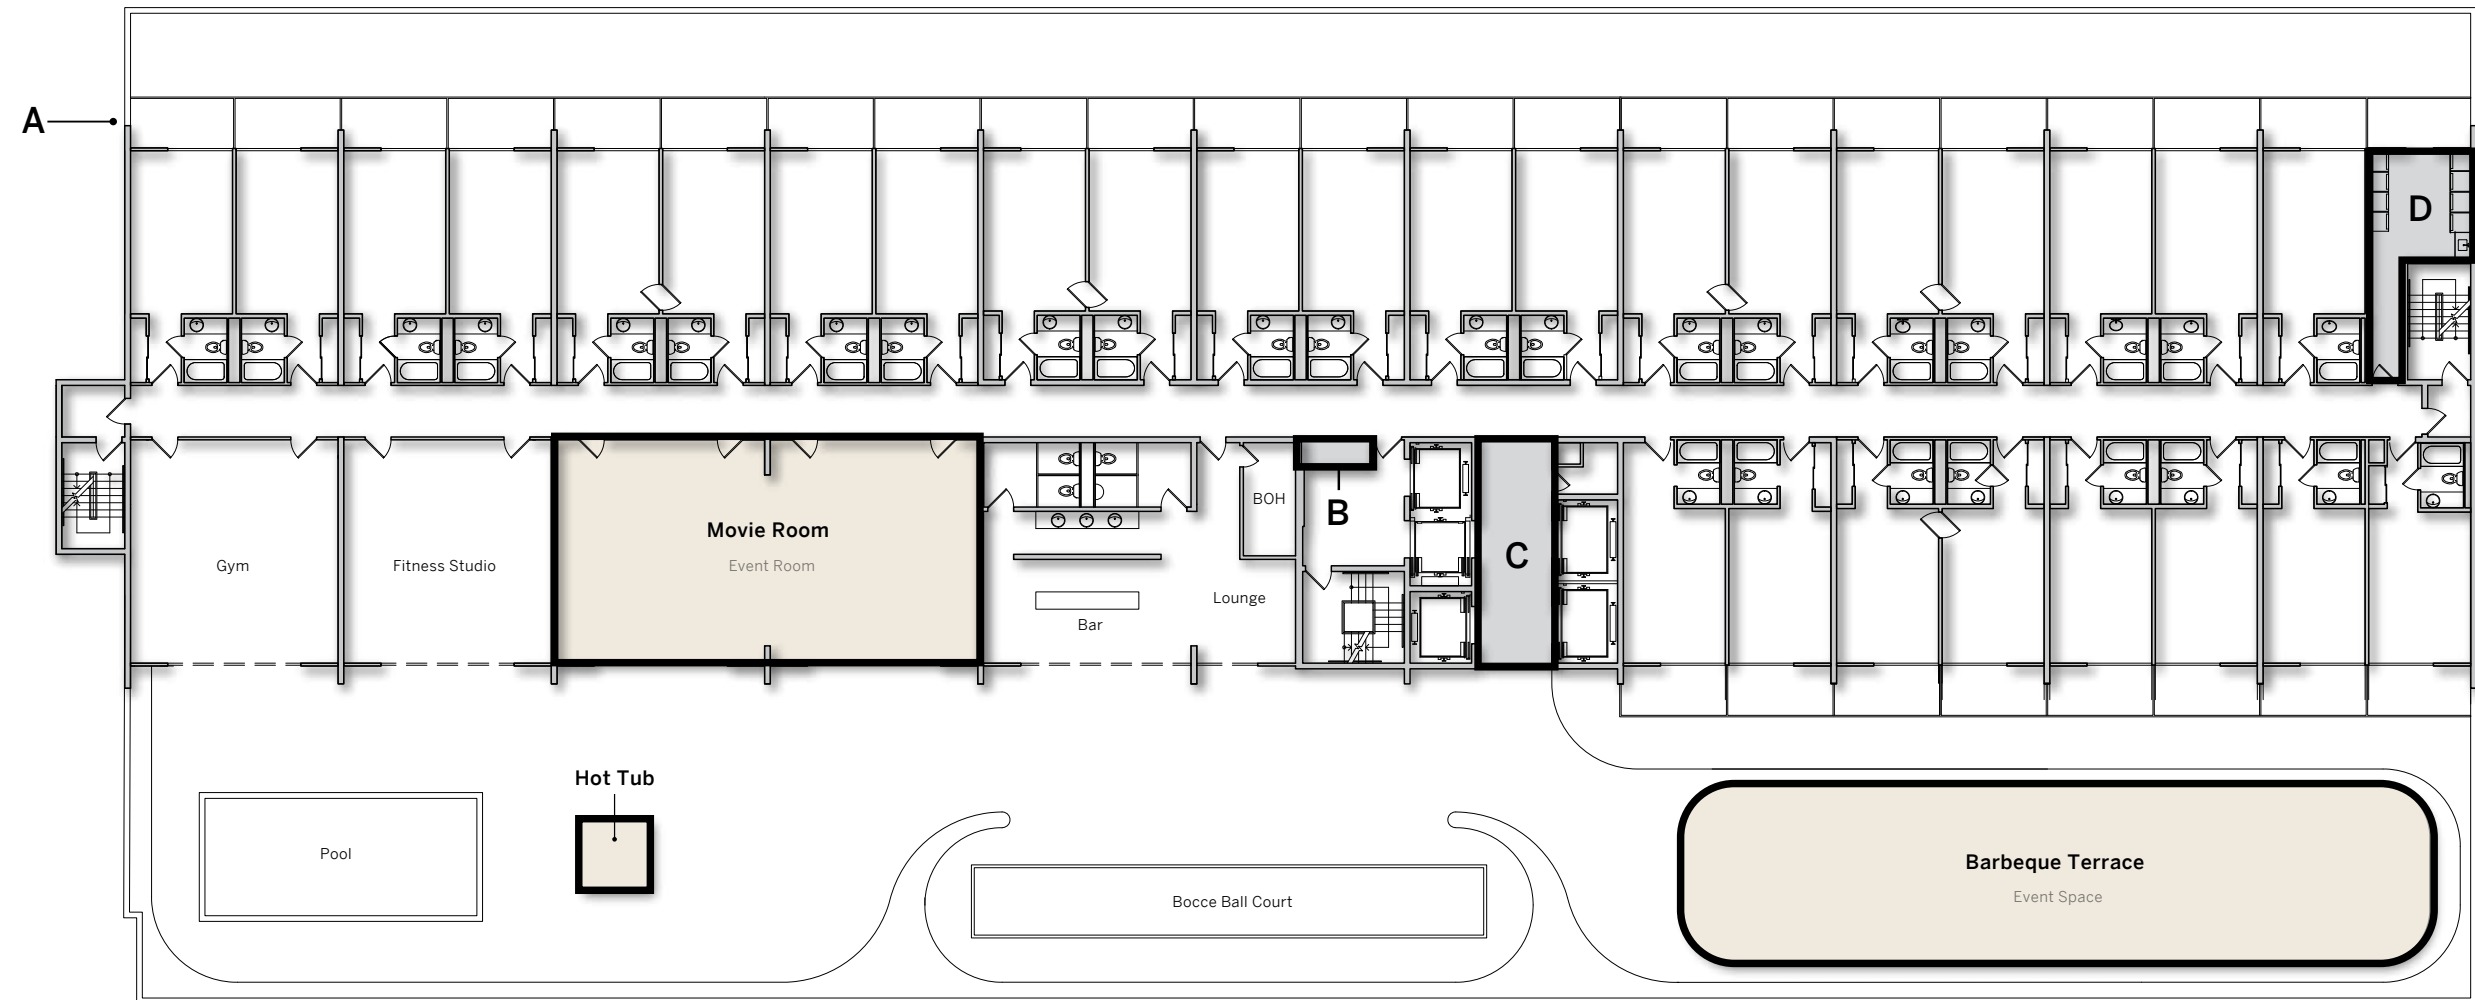 A
D
B
C
BOH
Movie Room
Event Room
Gym
Fitness Studio
Lounge
Bar
Hot Tub
Pool
Bocce Ball Court
Barbeque Terrace
Event Space